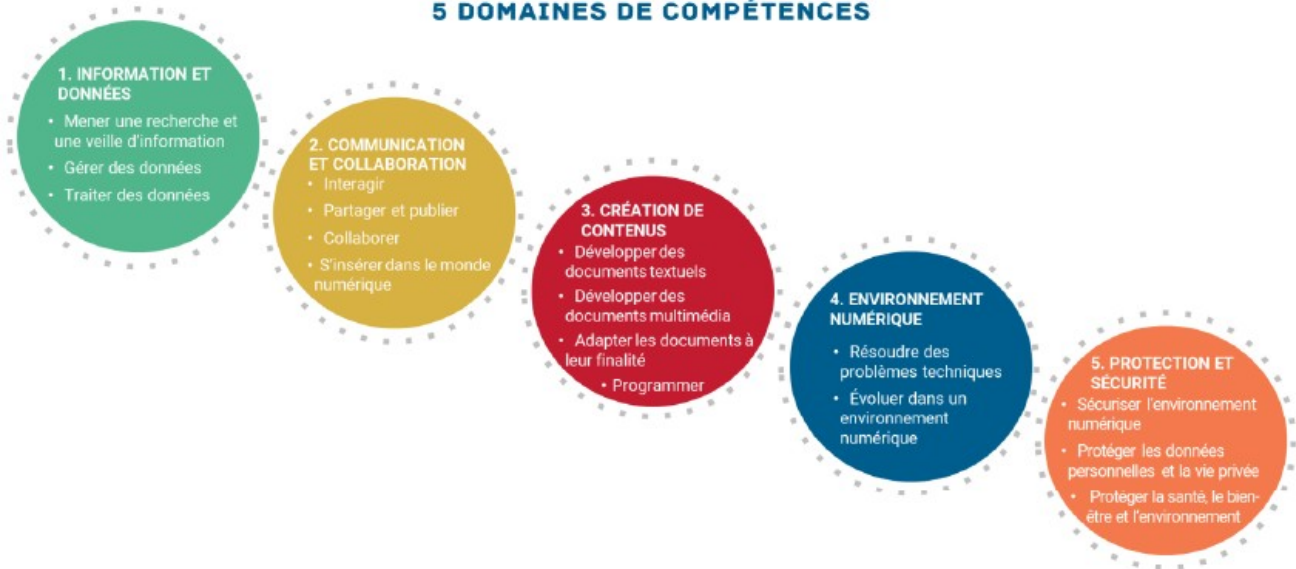 5 DOMAINES DE COMPÉTENCES
1. INFORMATION ET
DONNÉES
• Mener une recherche et
une veille d'information
• Gérer des données
• Traiter des données
2. COMMUNICATION
ET COLLABORATION
• Interagir
• Partager et publier
• Collaborer
• S'insérer dans le monde
numérique
3. CRÉATION DE
CONTENUS
• Développer des
documents textuels
• Développer des
documents multimédia
• Adapter les documents à
leur finalité
• Programmer
4. ENVIRONNEMENT
NUMÉRIQUE
• Résoudre des
problèmes techniques
• Évoluer dans un
environnement
numérique
5. PROTECTION ET
SÉCURITÉ
• Sécuriser l'environnement
numérique
• Protéger les données
personnelles et la vie privée
• Protéger la santé, le bien-
être et l'environnement